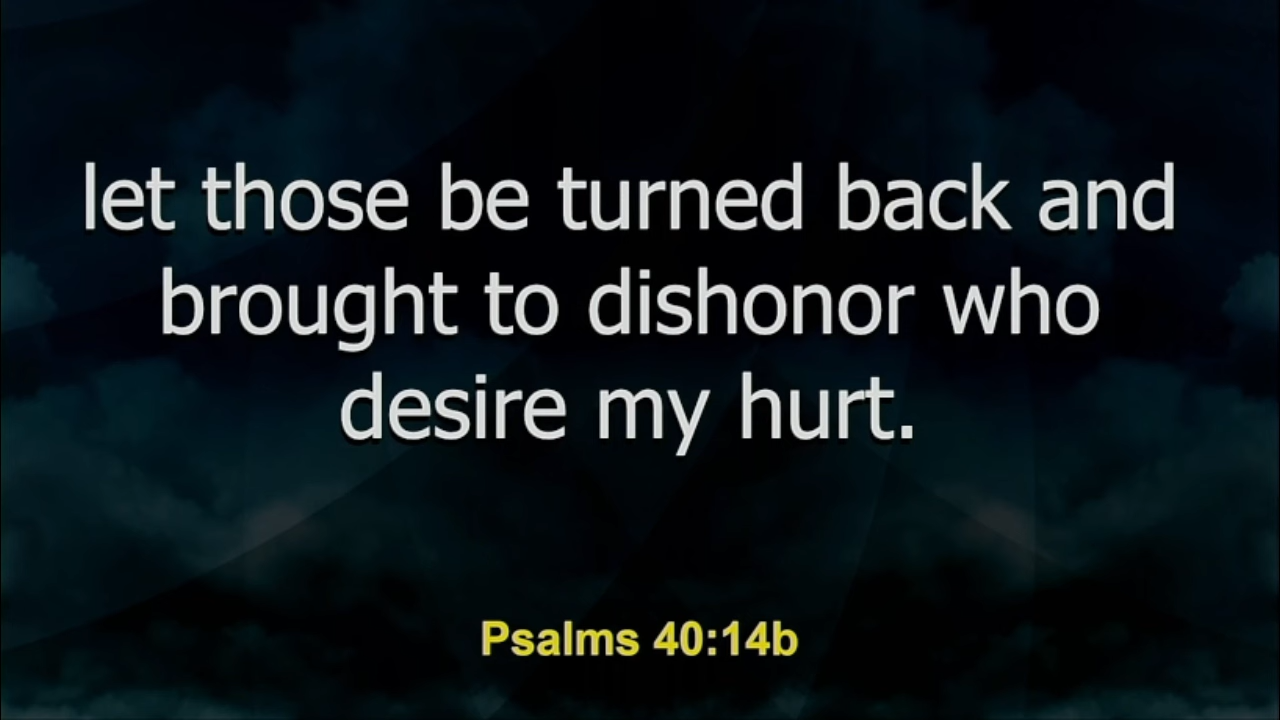 let those be turned back and
brought to dishonor who
desire my hurt.
Psalms 40:14b